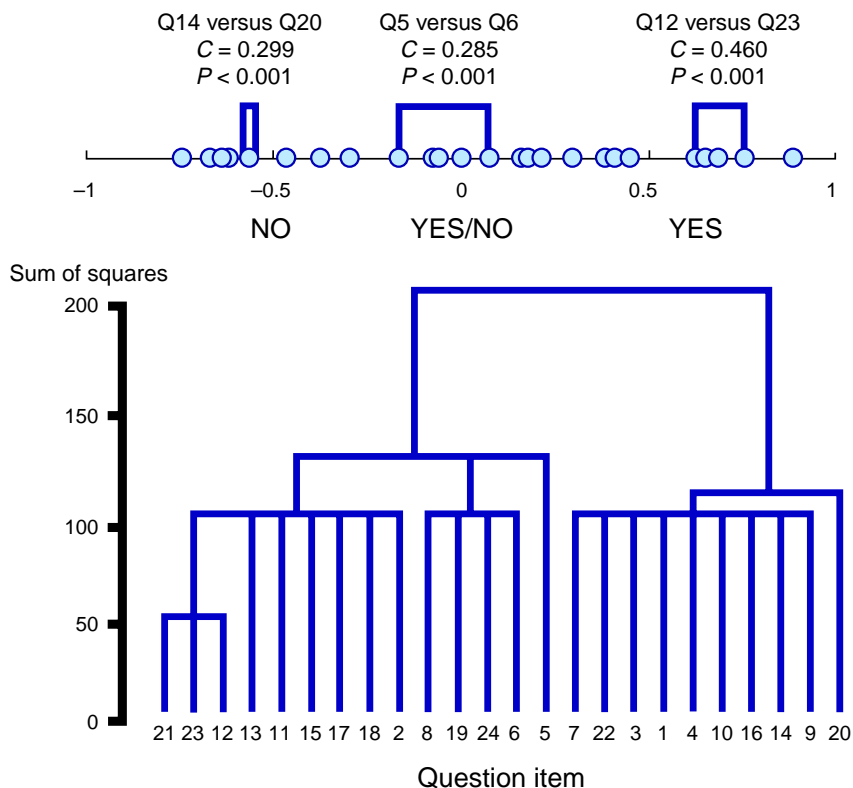 Q14 versus Q20
C = 0.299
P < 0.001
Q5 versus Q6
C = 0.285
P < 0.001
Q12 versus Q23
C = 0.460
P < 0.001
–1 –0.5 0 0.5 1
NO YES/NO YES
Sum of squares
200
150
100
50
0
21 23 12 13 11 15 17 18 2 8 19 24 6 5 7 22 3 1 4 10 16 14 9 20
Question item